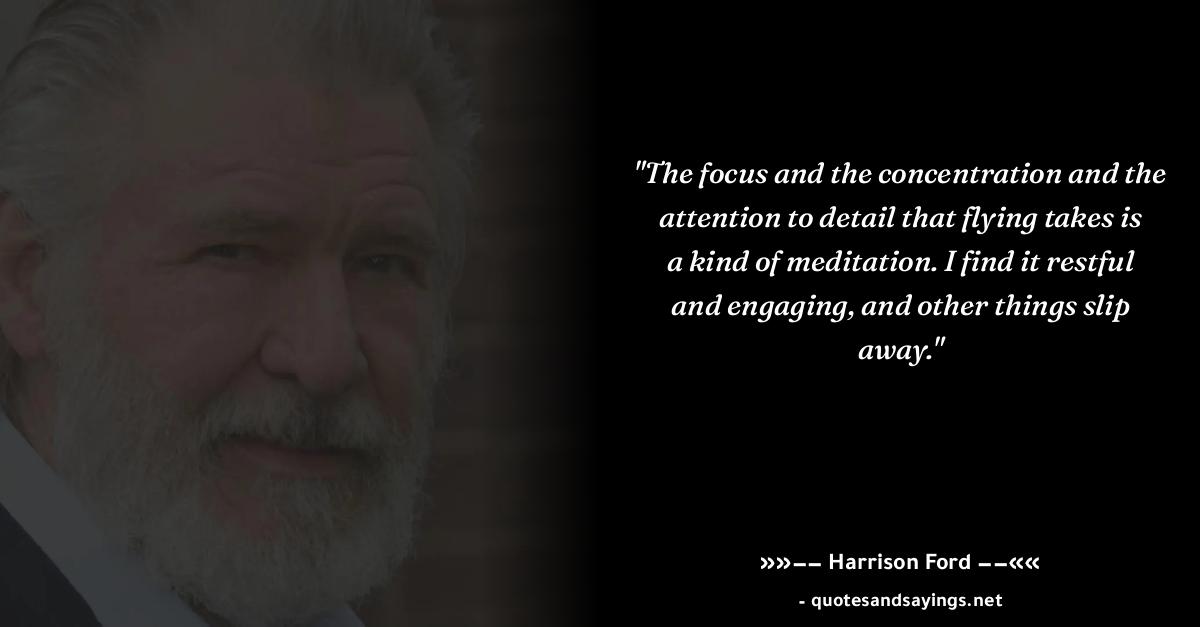 "The focus and the concentration and the
attention to detail that flying takes is
a kind of meditation. I find it restful
and engaging, and other things slip
away."
»»−− Harrison Ford −−««
- quotesandsayings.net